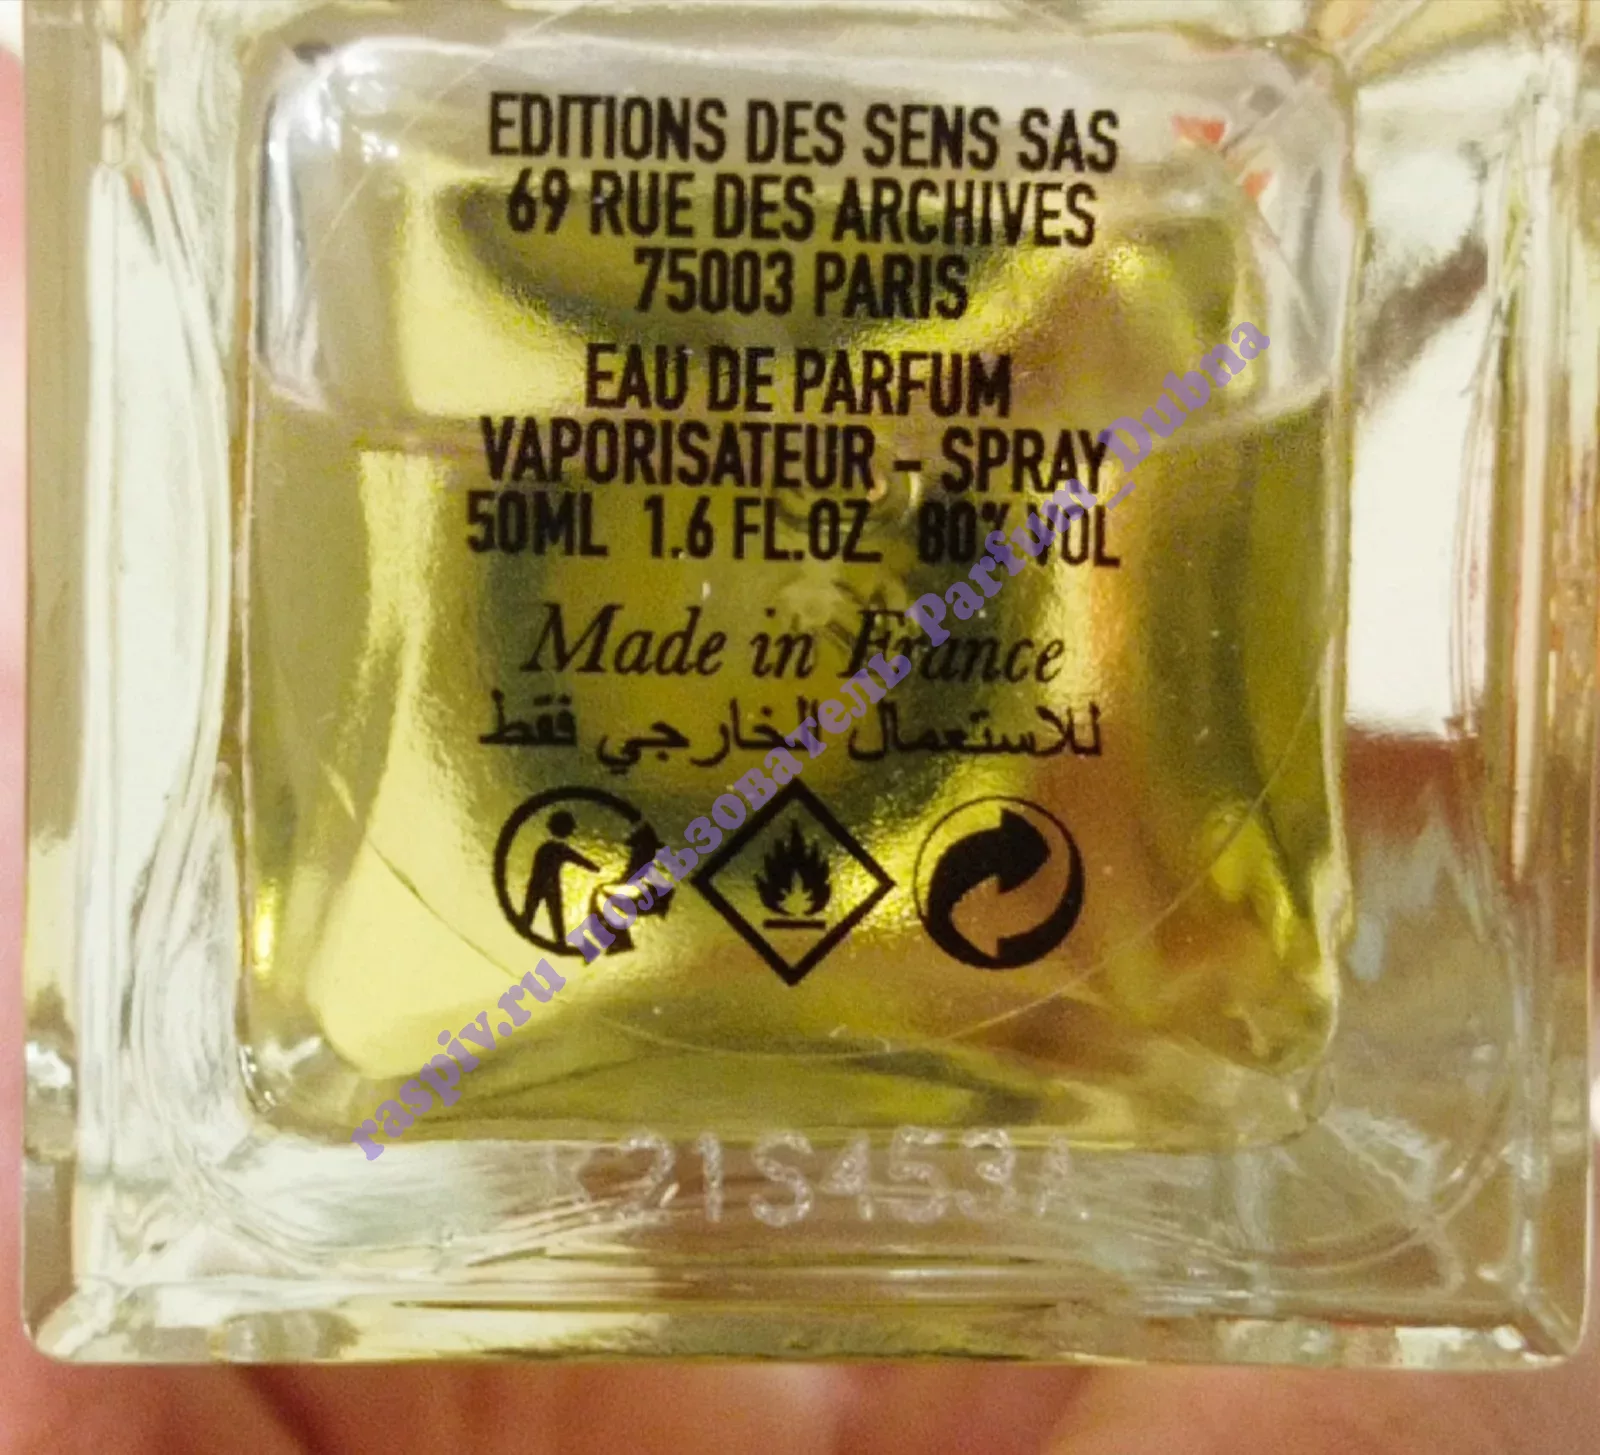 EDITIONS DES SENS SAS
69 RUE DES ARCHIVES
75003 PARIS
EAU DE PARFUM
VAPORISATEUR - SPRAY
50ML 1.6 FL.OZ 80% VOL
Made in France
للاستعمال الخارجي فقط
raspiv.ru пользователь Parfum_Dubna